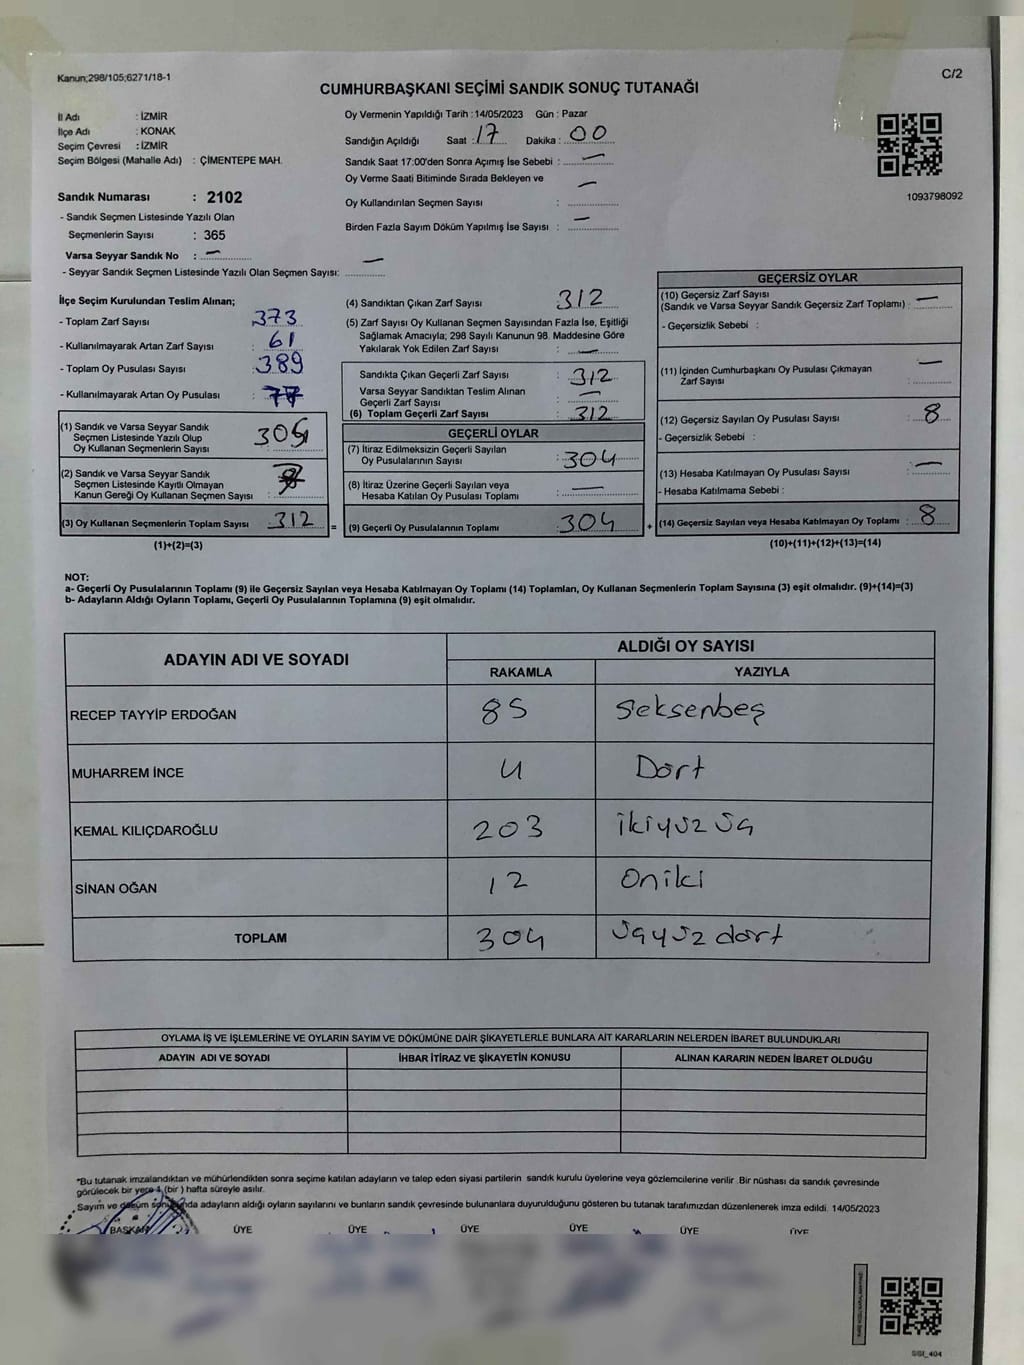 Kanun;298/105;6271/18-1
C/2
CUMHURBAŞKANI SEÇİMİ SANDIK SONUÇ TUTANAĞI
İl Adı : İZMİR
İlçe Adı : KONAK
Seçim Çevresi : İZMİR
Seçim Bölgesi (Mahalle Adı) : ÇİMENTEPE MAH.
Oy Vermenin Yapıldığı Tarih : 14/05/2023 Gün : Pazar
Sandığın Açıldığı Saat : 17 Dakika : 00
Sandık Saat 17:00'den Sonra Açımış İse Sebebi : —
Oy Verme Saati Bitiminde Sırada Bekleyen ve
Oy Kullandırılan Seçmen Sayısı : —
Birden Fazla Sayım Döküm Yapılmış İse Sayısı : —
1093798092
Sandık Numarası : 2102
- Sandık Seçmen Listesinde Yazılı Olan
Seçmenlerin Sayısı : 365
Varsa Seyyar Sandık No : —
- Seyyar Sandık Seçmen Listesinde Yazılı Olan Seçmen Sayısı: —
İlçe Seçim Kurulundan Teslim Alınan;
- Toplam Zarf Sayısı : 373
- Kullanılmayarak Artan Zarf Sayısı : 61
- Toplam Oy Pusulası Sayısı : 389
- Kullanılmayarak Artan Oy Pusulası : 77
(1) Sandık ve Varsa Seyyar Sandık
Seçmen Listesinde Yazılı Olup
Oy Kullanan Seçmenlerin Sayısı
(2) Sandık ve Varsa Seyyar Sandık
Seçmen Listesinde Kayıtlı Olmayan
Kanun Gereği Oy Kullanan Seçmen Sayısı :
(3) Oy Kullanan Seçmenlerin Toplam Sayısı : 312
(1)+(2)=(3)
(4) Sandıktan Çıkan Zarf Sayısı : 312
(5) Zarf Sayısı Oy Kullanan Seçmen Sayısından Fazla İse, Eşitliği
Sağlamak Amacıyla; 298 Sayılı Kanunun 98. Maddesine Göre
Yakılarak Yok Edilen Zarf Sayısı : —
Sandıkta Çıkan Geçerli Zarf Sayısı : 312
Varsa Seyyar Sandıktan Teslim Alınan
Geçerli Zarf Sayısı : —
(6) Toplam Geçerli Zarf Sayısı : 312
GEÇERLİ OYLAR
(7) İtiraz Edilmeksizin Geçerli Sayılan
Oy Pusulalarının Sayısı : 304
(8) İtiraz Üzerine Geçerli Sayılan veya
Hesaba Katılan Oy Pusulası Toplamı : —
= (9) Geçerli Oy Pusulalarının Toplamı : 304
GEÇERSİZ OYLAR
(10) Geçersiz Zarf Sayısı
(Sandık ve Varsa Seyyar Sandık Geçersiz Zarf Toplamı) : —
- Geçersizlik Sebebi :
(11) İçinden Cumhurbaşkanı Oy Pusulası Çıkmayan
Zarf Sayısı : —
(12) Geçersiz Sayılan Oy Pusulası Sayısı : 8
- Geçersizlik Sebebi :
(13) Hesaba Katılmayan Oy Pusulası Sayısı : —
- Hesaba Katılmama Sebebi :
+ (14) Geçersiz Sayılan veya Hesaba Katılmayan Oy Toplamı : 8
(10)+(11)+(12)+(13)=(14)
NOT:
a- Geçerli Oy Pusulalarının Toplamı (9) ile Geçersiz Sayılan veya Hesaba Katılmayan Oy Toplamı (14) Toplamları, Oy Kullanan Seçmenlerin Toplam Sayısına (3) eşit olmalıdır. (9)+(14)=(3)
b- Adayların Aldığı Oyların Toplamı, Geçerli Oy Pusulalarının Toplamına (9) eşit olmalıdır.
ADAYIN ADI VE SOYADI
ALDIĞI OY SAYISI
RAKAMLA YAZIYLA
RECEP TAYYİP ERDOĞAN 85 Seksenbeş
MUHARREM İNCE 4 Dört
KEMAL KILIÇDAROĞLU 203 ikiyüz üç
SİNAN OĞAN 12 Oniki
TOPLAM 304 üçyüz dört
OYLAMA İŞ VE İŞLEMLERİNE VE OYLARIN SAYIM VE DÖKÜMÜNE DAİR ŞİKAYETLERLE BUNLARA AİT KARARLARIN NELERDEN İBARET BULUNDUKLARI
ADAYIN ADI VE SOYADI İHBAR İTİRAZ VE ŞİKAYETİN KONUSU ALINAN KARARIN NEDEN İBARET OLDUĞU
*Bu tutanak imzalandıktan ve mühürlendikten sonra seçime katılan adayların ve talep eden siyasi partilerin sandık kurulu üyelerine veya gözlemcilerine verilir .Bir nüshası da sandık çevresinde
görülecek bir yere 1 (bir ) hafta süreyle asılır.
Sayım ve döküm sonucunda adayların aldığı oyların sayılarını ve bunların sandık çevresinde bulunanlara duyurulduğunu gösteren bu tutanak tarafımızdan düzenlenerek imza edildi. 14/05/2023
BAŞKAN ÜYE ÜYE ÜYE ÜYE ÜYE ÜYE
SSI_404